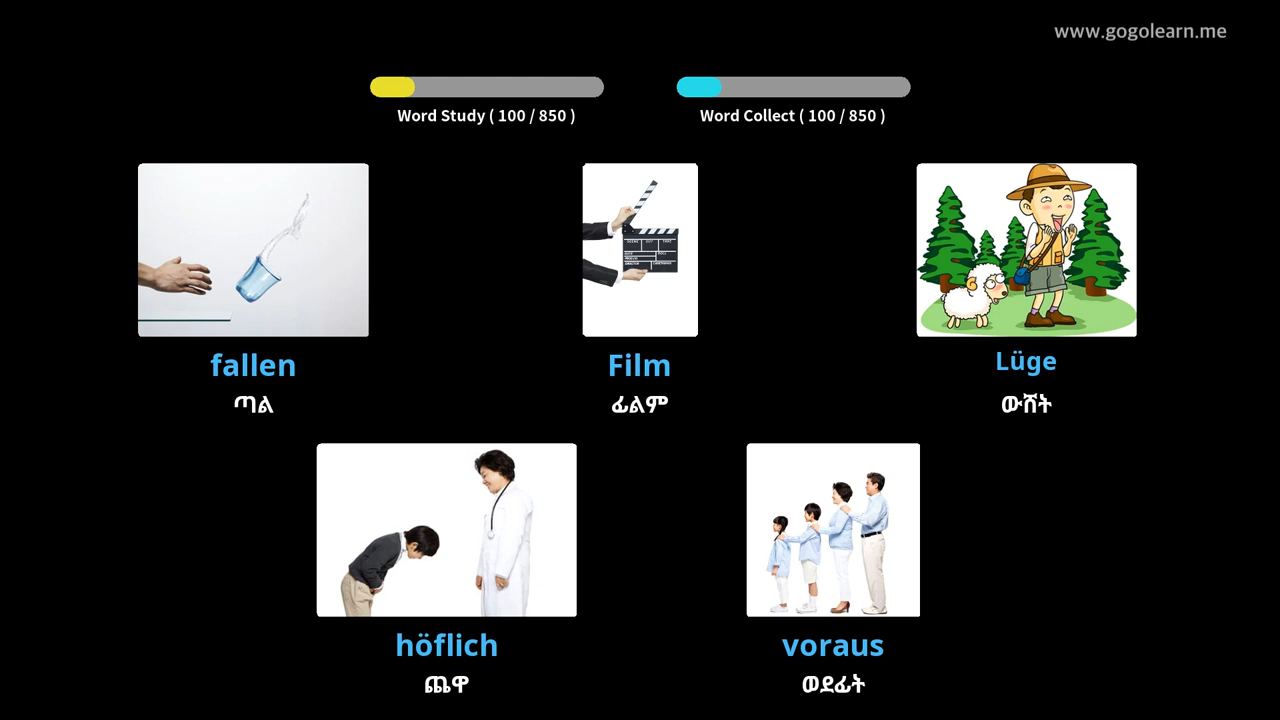 www.gogolearn.me
Word Study ( 100 / 850 )
Word Collect ( 100 / 850 )
fallen
ጣል
Film
ፊልም
Lüge
ውሸት
höflich
ጨዋ
voraus
ወደፊት